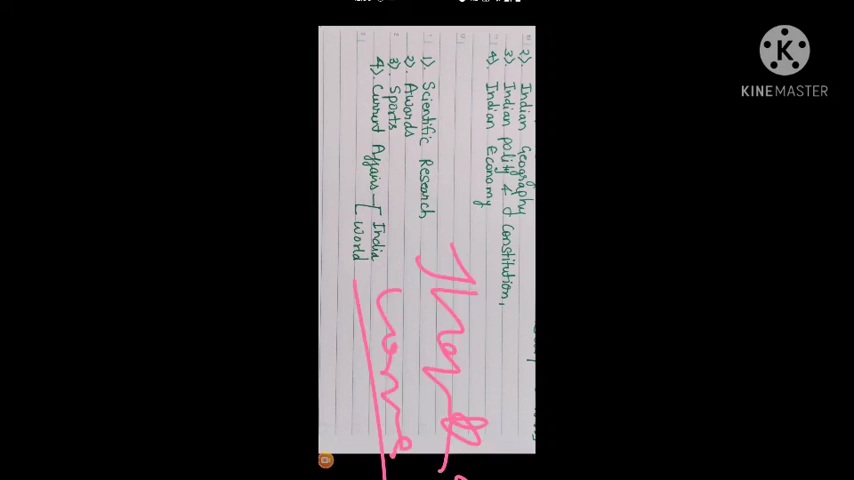 2). Indian Geography
3). Indian polity & constitution,
4). Indian Economy
1). Scientific Research
2). Awards
3). Sports
4). Current Affairs — [ India
World
K
KINEMASTER